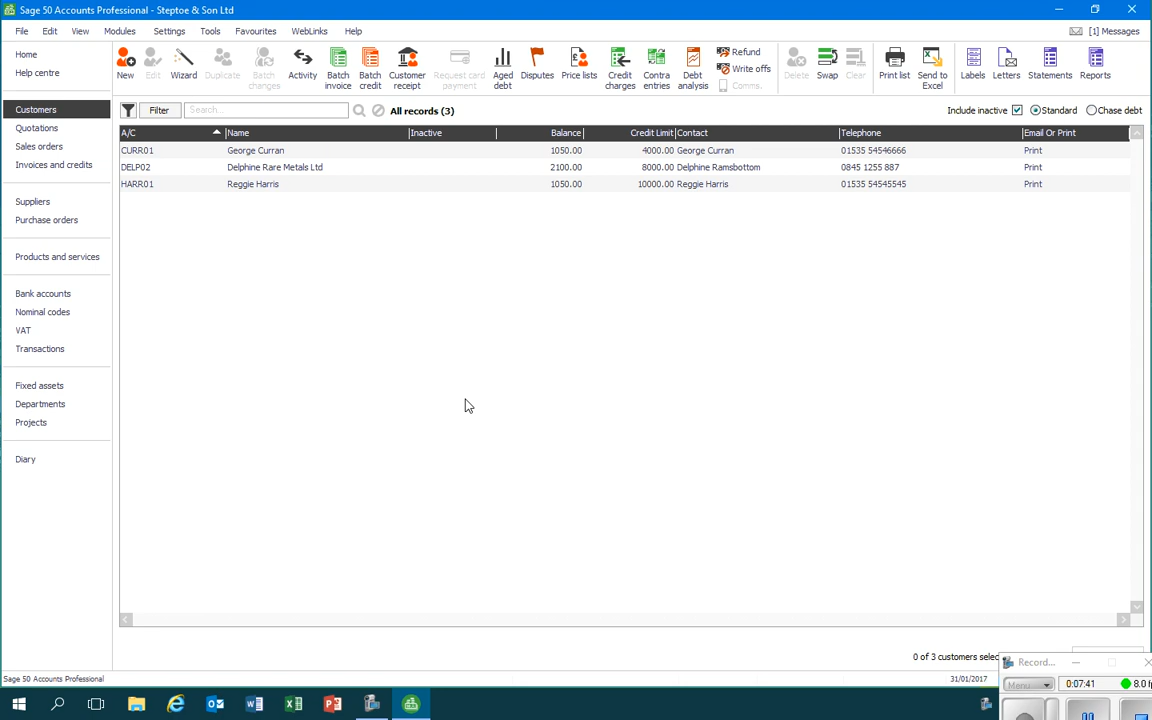 Sage 50 Accounts Professional - Steptoe & Son Ltd
File Edit View Modules Settings Tools Favourites WebLinks Help [1] Messages
Home
Help centre
Customers
Quotations
Sales orders
Invoices and credits
Suppliers
Purchase orders
Products and services
Bank accounts
Nominal codes
VAT
Transactions
Fixed assets
Departments
Projects
Diary
New Edit Wizard Duplicate Batch changes Activity Batch invoice Batch credit Customer receipt Request card payment Aged debt Disputes Price lists Credit charges Contra entries Debt analysis Refund Write offs Comms. Delete Swap Clear Print list Send to Excel Labels Letters Statements Reports
Filter Search... All records (3) Include inactive Standard Chase debt
A/C Name Inactive Balance Credit Limit Contact Telephone Email Or Print
CURR01 George Curran 1050.00 4000.00 George Curran 01535 54546666 Print
DELP02 Delphine Rare Metals Ltd 2100.00 8000.00 Delphine Ramsbottom 0845 1255 887 Print
HARR01 Reggie Harris 1050.00 10000.00 Reggie Harris 01535 54545545 Print
0 of 3 customers selec
Sage 50 Accounts Professional 31/01/2017
Record...
Menu 0:07:41 8.0 f